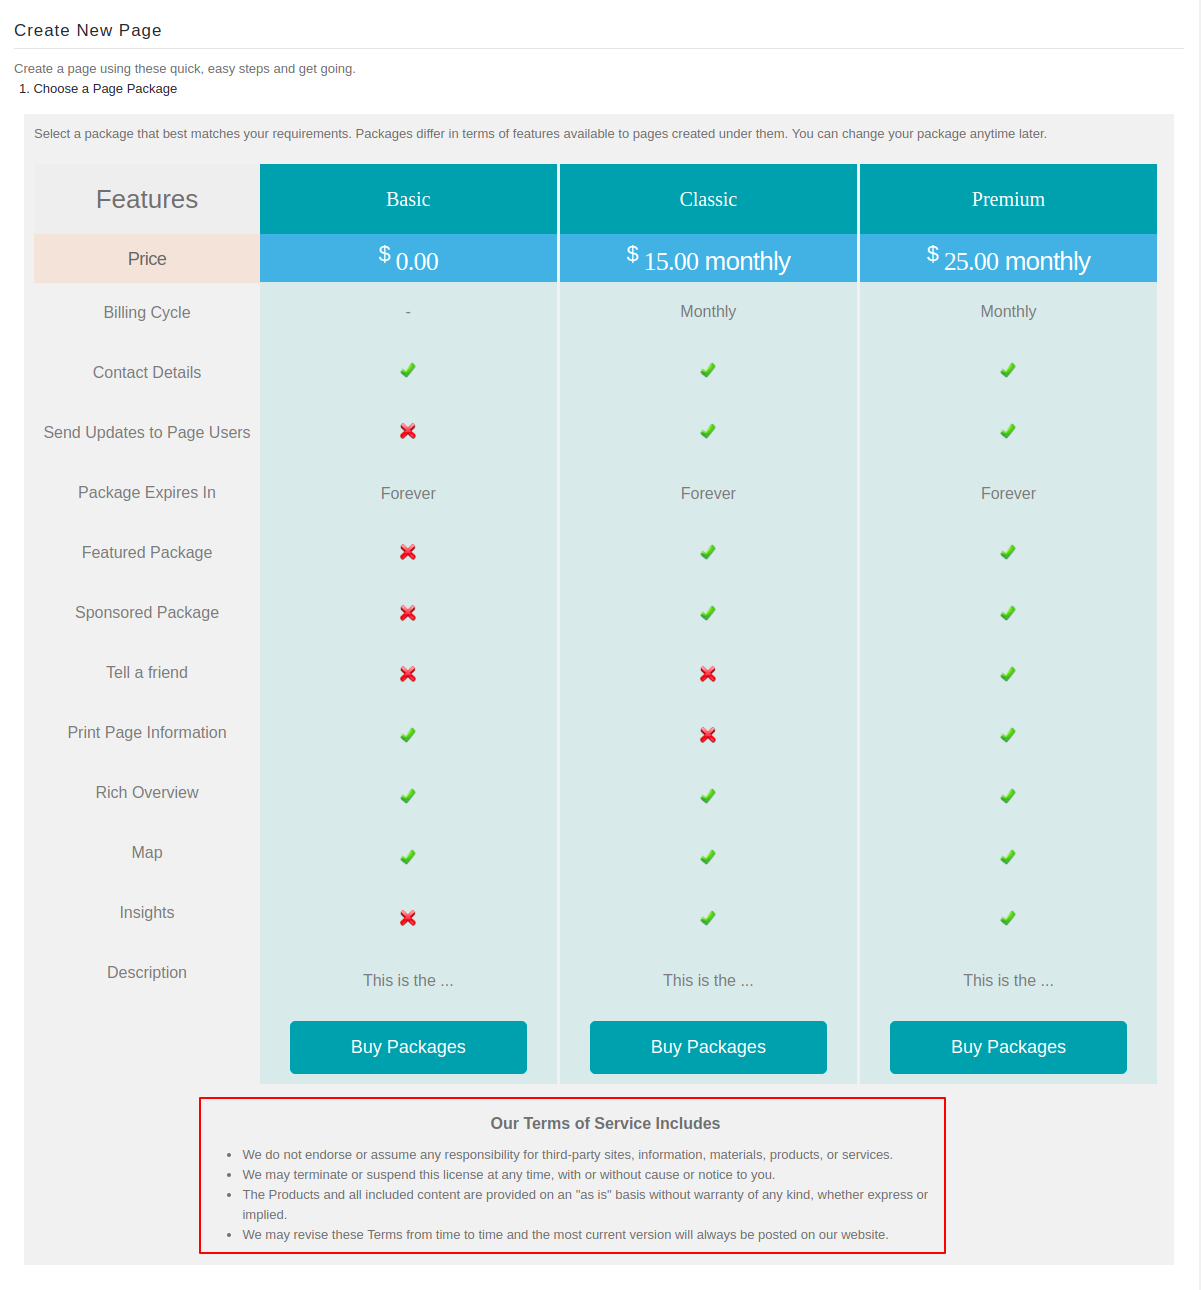 Create New Page
Create a page using these quick, easy steps and get going.
1. Choose a Page Package
Select a package that best matches your requirements. Packages differ in terms of features available to pages created under them. You can change your package anytime later.
Features Basic Classic Premium
Price $ 0.00 $ 15.00 monthly $ 25.00 monthly
Billing Cycle - Monthly Monthly
Contact Details
Send Updates to Page Users
Package Expires In Forever Forever Forever
Featured Package
Sponsored Package
Tell a friend
Print Page Information
Rich Overview
Map
Insights
Description This is the ... This is the ... This is the ...
Buy Packages Buy Packages Buy Packages
Our Terms of Service Includes
• We do not endorse or assume any responsibility for third-party sites, information, materials, products, or services.
• We may terminate or suspend this license at any time, with or without cause or notice to you.
• The Products and all included content are provided on an "as is" basis without warranty of any kind, whether express or
implied.
• We may revise these Terms from time to time and the most current version will always be posted on our website.